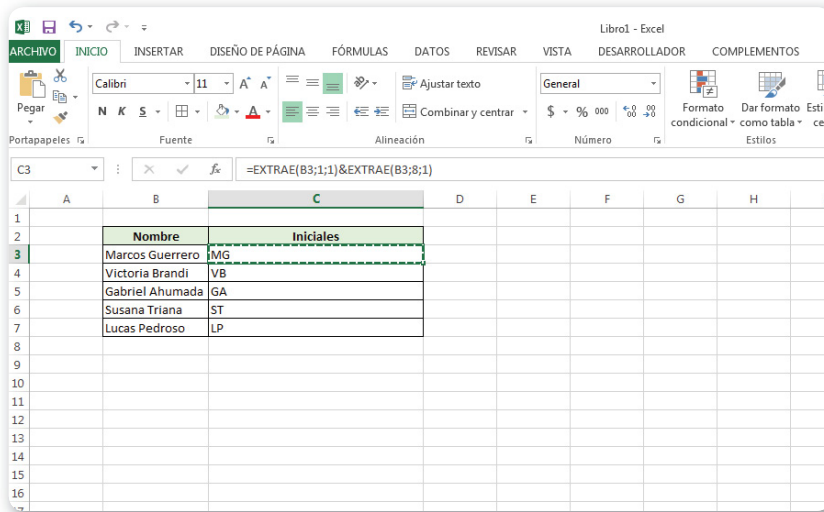 Libro1 - Excel
ARCHIVO INICIO INSERTAR DISEÑO DE PÁGINA FÓRMULAS DATOS REVISAR VISTA DESARROLLADOR COMPLEMENTOS
Calibri 11 A A Ajustar texto General
Pegar N K S A Combinar y centrar $ % 000 Formato condicional Dar formato como tabla
Portapapeles Fuente Alineación Número Estilos
C3 fx =EXTRAE(B3;1;1)&EXTRAE(B3;8;1)
A B C D E F G H
1
2 Nombre Iniciales
3 Marcos Guerrero MG
4 Victoria Brandi VB
5 Gabriel Ahumada GA
6 Susana Triana ST
7 Lucas Pedroso LP
8
9
10
11
12
13
14
15
16